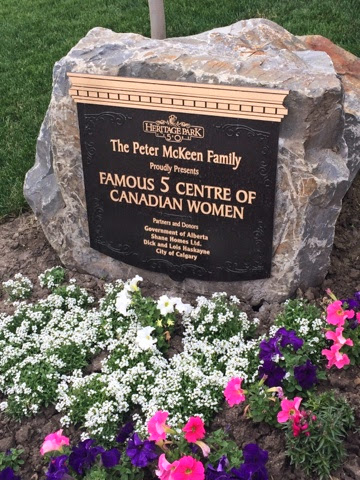 HERITAGE PARK
50
The Peter McKeen Family
Proudly Presents
FAMOUS 5 CENTRE OF
CANADIAN WOMEN
Partners and Donors
Government of Alberta
Shane Homes Ltd.
Dick and Lois Haskayne
City of Calgary